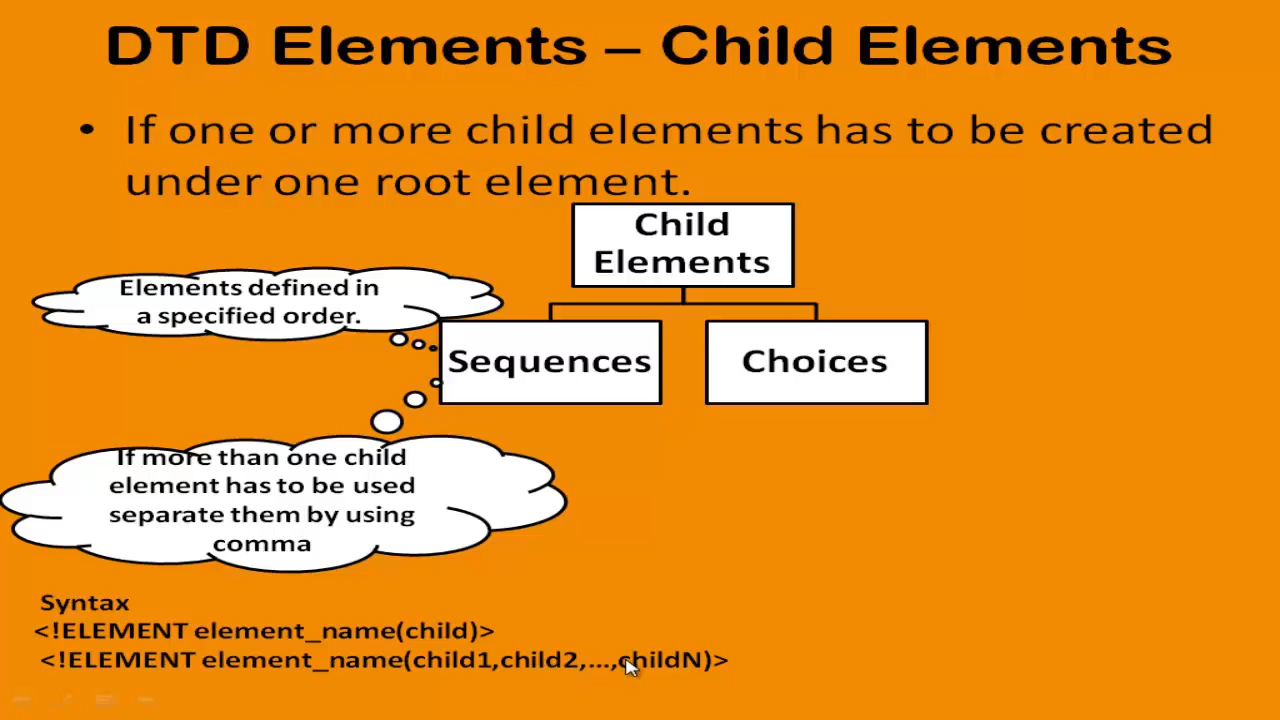 DTD Elements – Child Elements
• If one or more child elements has to be created
under one root element.
Child
Elements
Elements defined in
a specified order.
Sequences
Choices
If more than one child
element has to be used
separate them by using
comma
Syntax
<!ELEMENT element_name(child)>
<!ELEMENT element_name(child1,child2,...,childN)>